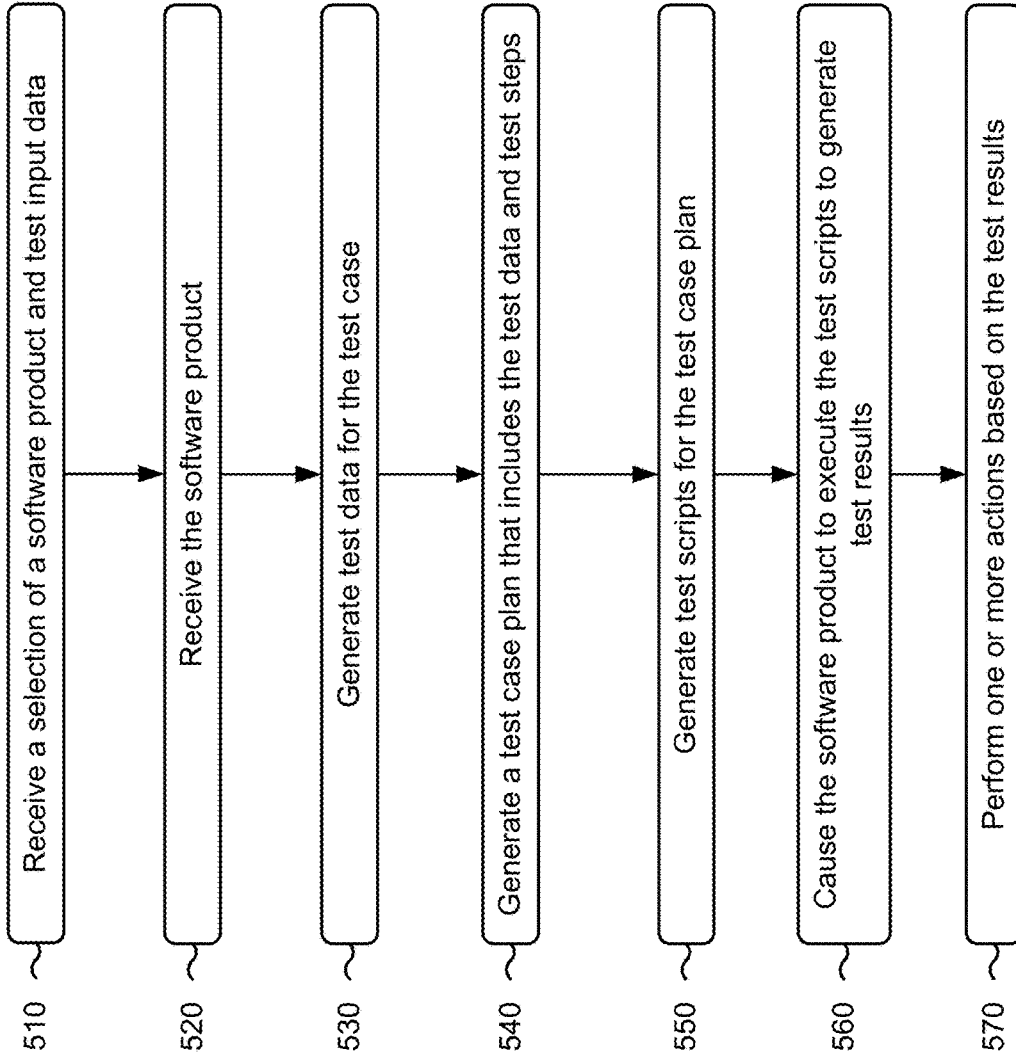 510
Receive a selection of a software product and test input data
520
Receive the software product
530
Generate test data for the test case
540
Generate a test case plan that includes the test data and test steps
550
Generate test scripts for the test case plan
560
Cause the software product to execute the test scripts to generate
test results
570
Perform one or more actions based on the test results